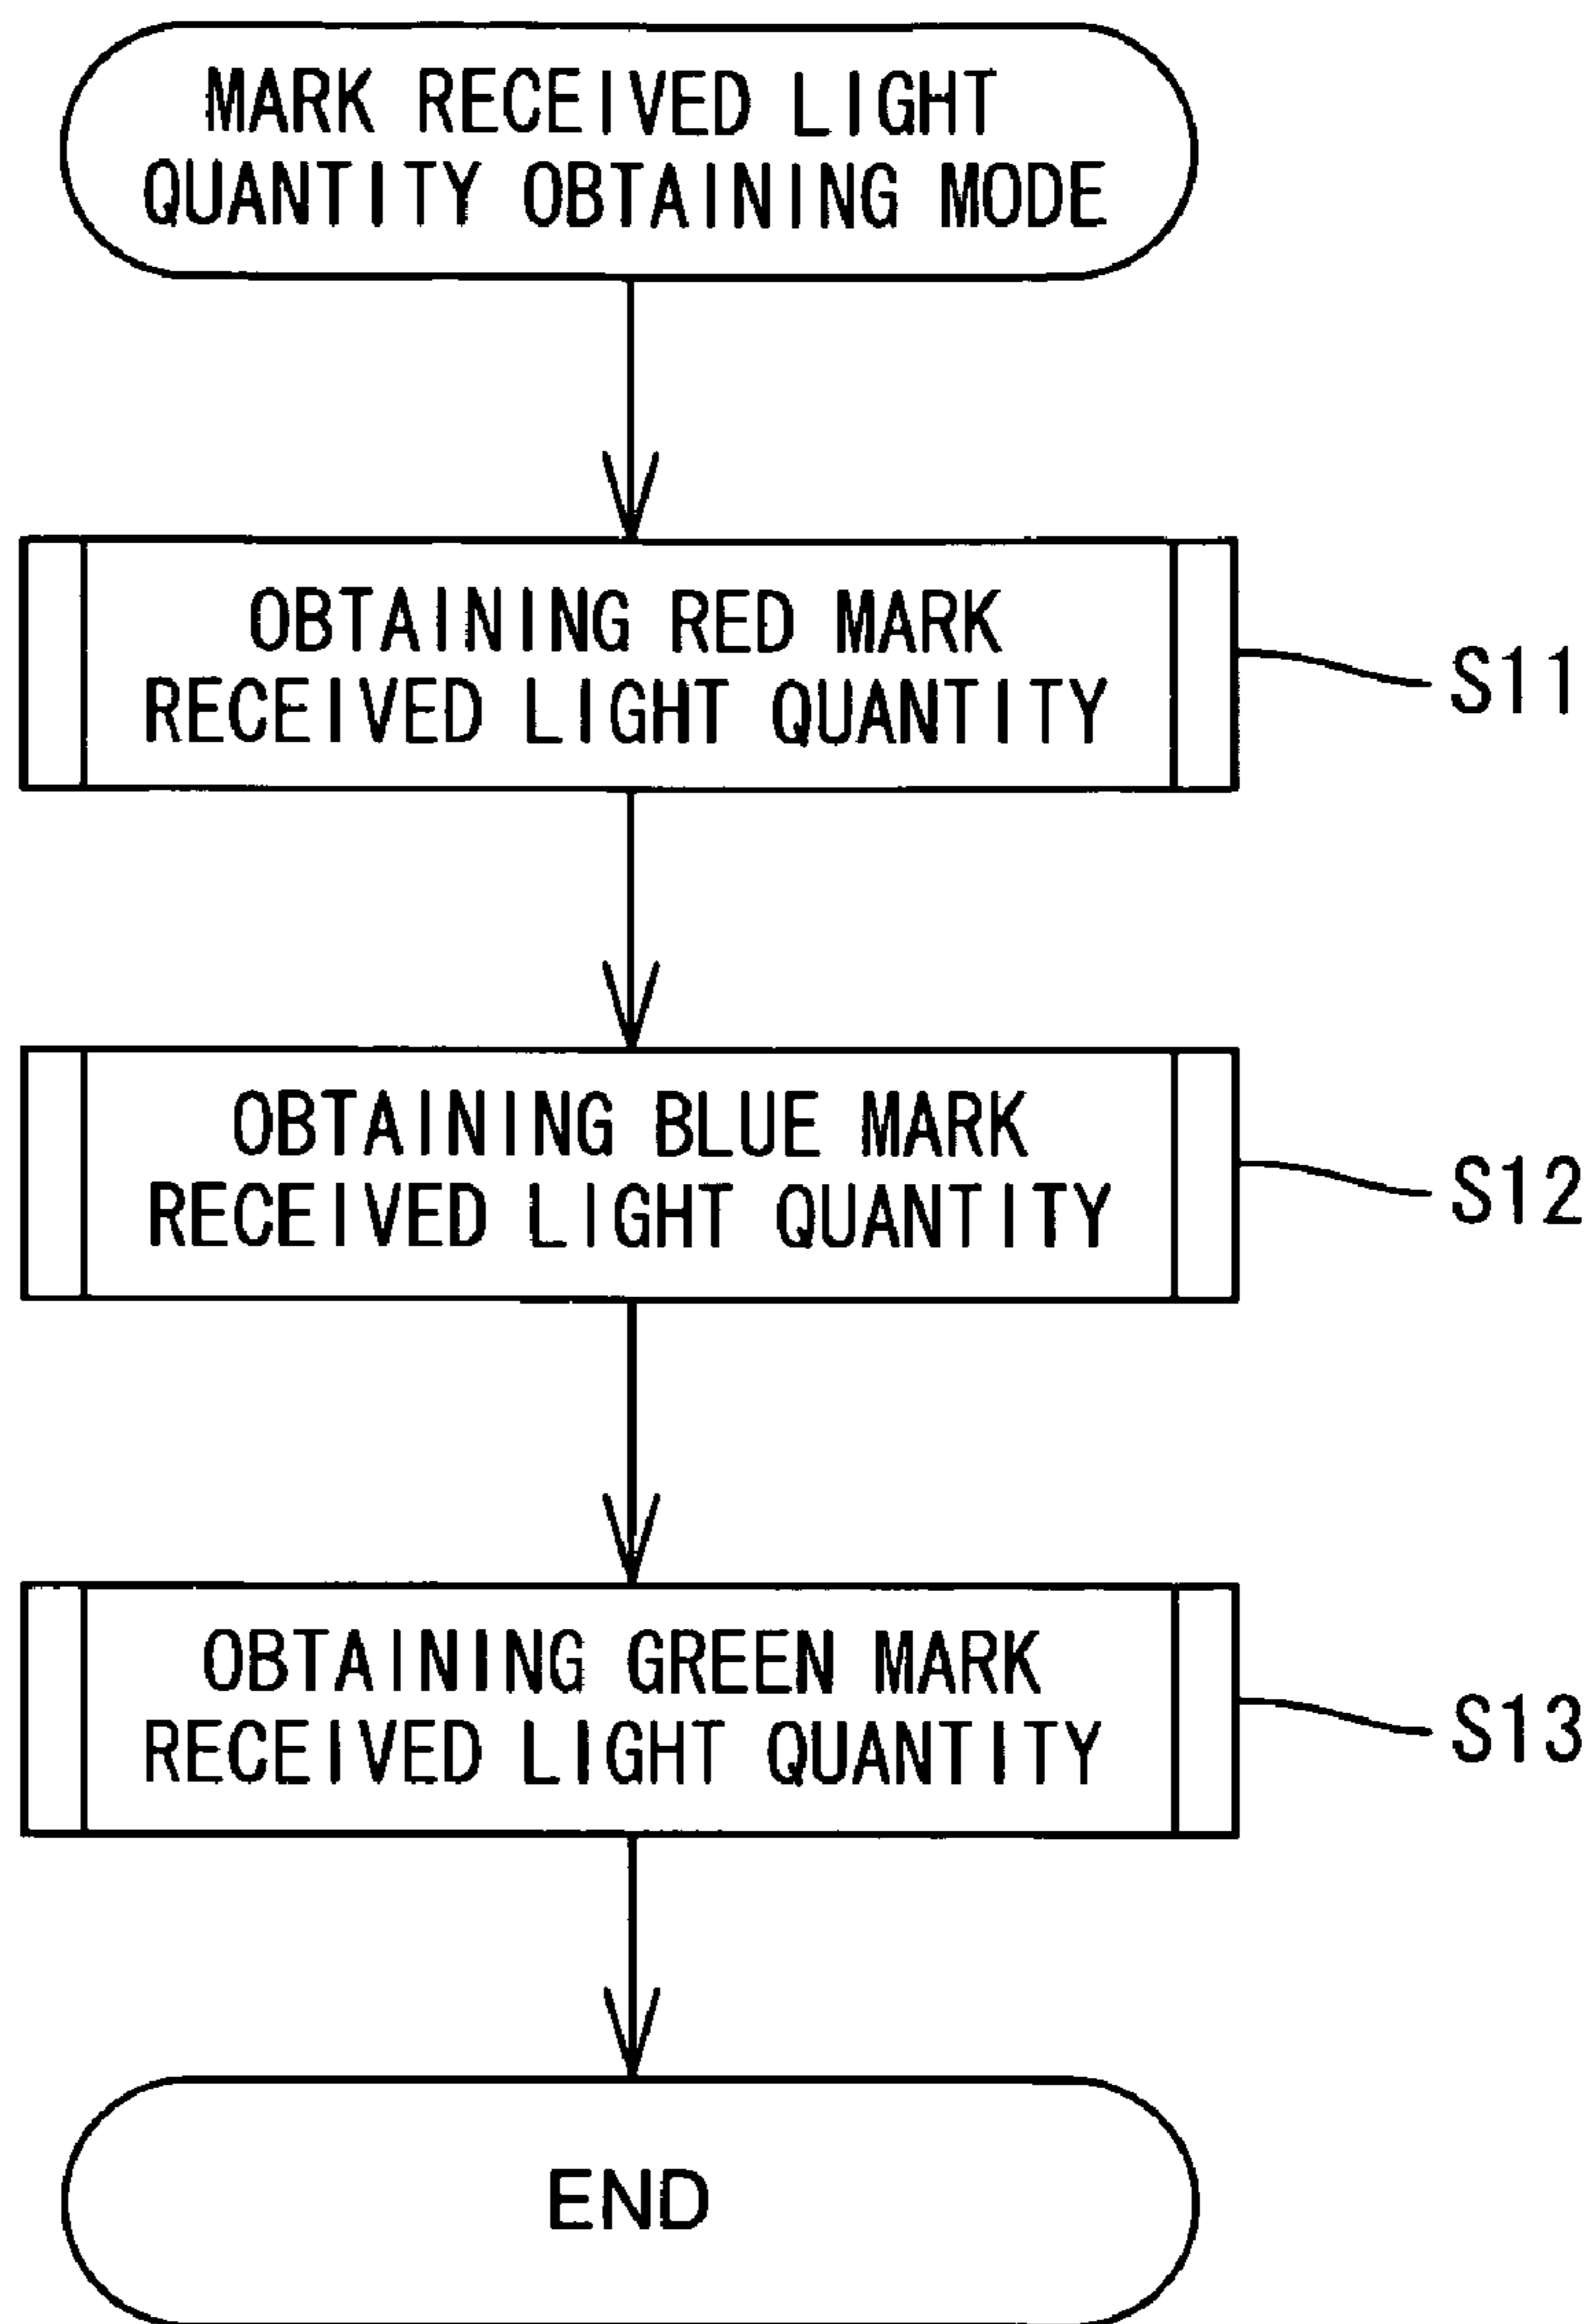 MARK RECEIVED LIGHT
QUANTITY OBTAINING MODE
OBTAINING RED MARK
RECEIVED LIGHT QUANTITY
S11
OBTAINING BLUE MARK
RECEIVED LIGHT QUANTITY
S12
OBTAINING GREEN MARK
RECEIVED LIGHT QUANTITY
S13
END